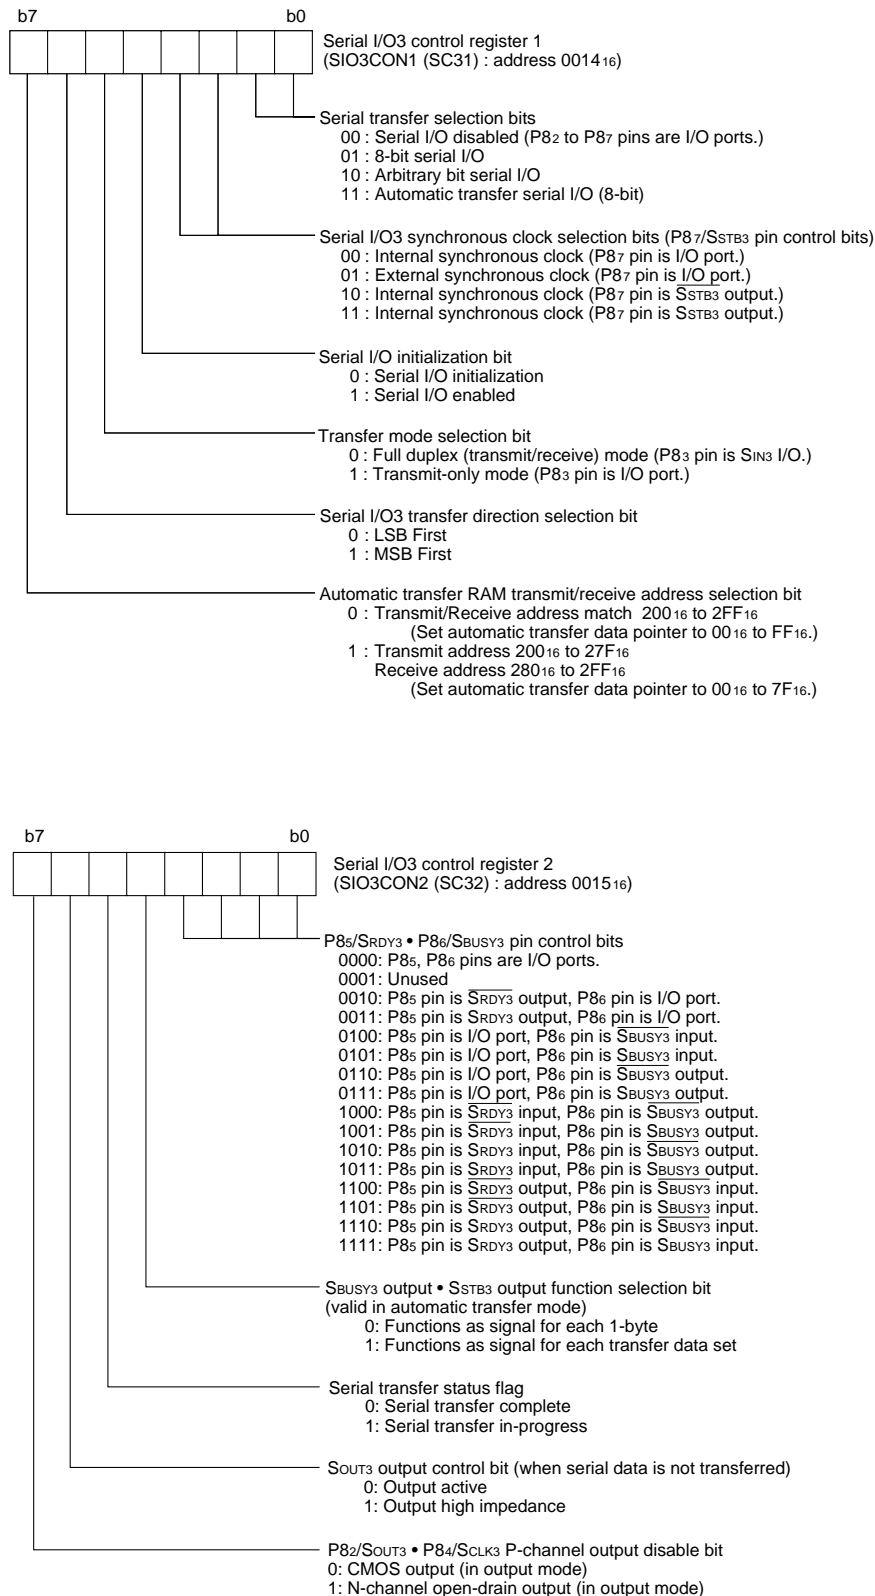 b7 b0
Serial I/O3 control register 1
(SIO3CON1 (SC31) : address 0014₁₆)
Serial transfer selection bits
00 : Serial I/O disabled (P8₂ to P8₇ pins are I/O ports.)
01 : 8-bit serial I/O
10 : Arbitrary bit serial I/O
11 : Automatic transfer serial I/O (8-bit)
Serial I/O3 synchronous clock selection bits (P8₇/SSTB3 pin control bits)
00 : Internal synchronous clock (P8₇ pin is I/O port.)
01 : External synchronous clock (P8₇ pin is I/O port.)
10 : Internal synchronous clock (P8₇ pin is S̅S̅T̅B̅3̅ output.)
11 : Internal synchronous clock (P8₇ pin is SSTB3 output.)
Serial I/O initialization bit
0 : Serial I/O initialization
1 : Serial I/O enabled
Transfer mode selection bit
0 : Full duplex (transmit/receive) mode (P8₃ pin is SIN3 I/O.)
1 : Transmit-only mode (P8₃ pin is I/O port.)
Serial I/O3 transfer direction selection bit
0 : LSB First
1 : MSB First
Automatic transfer RAM transmit/receive address selection bit
0 : Transmit/Receive address match 200₁₆ to 2FF₁₆
(Set automatic transfer data pointer to 00₁₆ to FF₁₆.)
1 : Transmit address 200₁₆ to 27F₁₆
Receive address 280₁₆ to 2FF₁₆
(Set automatic transfer data pointer to 00₁₆ to 7F₁₆.)
b7 b0
Serial I/O3 control register 2
(SIO3CON2 (SC32) : address 0015₁₆)
P8₅/SRDY3 • P8₆/SBUSY3 pin control bits
0000: P8₅, P8₆ pins are I/O ports.
0001: Unused
0010: P8₅ pin is S̅R̅D̅Y̅3̅ output, P8₆ pin is I/O port.
0011: P8₅ pin is SRDY3 output, P8₆ pin is I/O port.
0100: P8₅ pin is I/O port, P8₆ pin is S̅B̅U̅S̅Y̅3̅ input.
0101: P8₅ pin is I/O port, P8₆ pin is SBUSY3 input.
0110: P8₅ pin is I/O port, P8₆ pin is S̅B̅U̅S̅Y̅3̅ output.
0111: P8₅ pin is I/O port, P8₆ pin is SBUSY3 output.
1000: P8₅ pin is S̅R̅D̅Y̅3̅ input, P8₆ pin is S̅B̅U̅S̅Y̅3̅ output.
1001: P8₅ pin is S̅R̅D̅Y̅3̅ input, P8₆ pin is SBUSY3 output.
1010: P8₅ pin is SRDY3 input, P8₆ pin is S̅B̅U̅S̅Y̅3̅ output.
1011: P8₅ pin is SRDY3 input, P8₆ pin is SBUSY3 output.
1100: P8₅ pin is S̅R̅D̅Y̅3̅ output, P8₆ pin is S̅B̅U̅S̅Y̅3̅ input.
1101: P8₅ pin is S̅R̅D̅Y̅3̅ output, P8₆ pin is SBUSY3 input.
1110: P8₅ pin is SRDY3 output, P8₆ pin is S̅B̅U̅S̅Y̅3̅ input.
1111: P8₅ pin is SRDY3 output, P8₆ pin is SBUSY3 input.
SBUSY3 output • SSTB3 output function selection bit
(valid in automatic transfer mode)
0: Functions as signal for each 1-byte
1: Functions as signal for each transfer data set
Serial transfer status flag
0: Serial transfer complete
1: Serial transfer in-progress
SOUT3 output control bit (when serial data is not transferred)
0: Output active
1: Output high impedance
P8₂/SOUT3 • P8₄/SCLK3 P-channel output disable bit
0: CMOS output (in output mode)
1: N-channel open-drain output (in output mode)